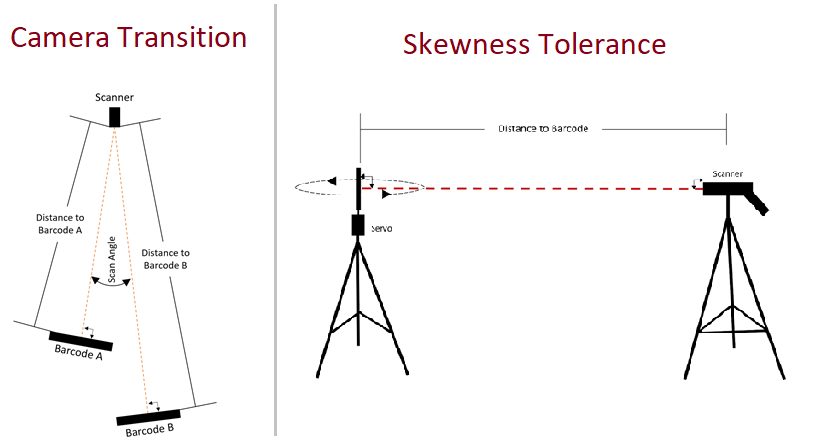 Camera Transition
Scanner
Distance to
Barcode A
Scan Angle
Distance to
Barcode B
Barcode A
Barcode B
Skewness Tolerance
Distance to Barcode
Scanner
Servo